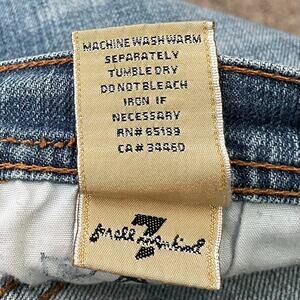 MACHINE WASH WARM
SEPARATELY
TUMBLE DRY
DO NOT BLEACH
IRON IF
NECESSARY
RN# 65199
CA# 34460
7
for all mankind